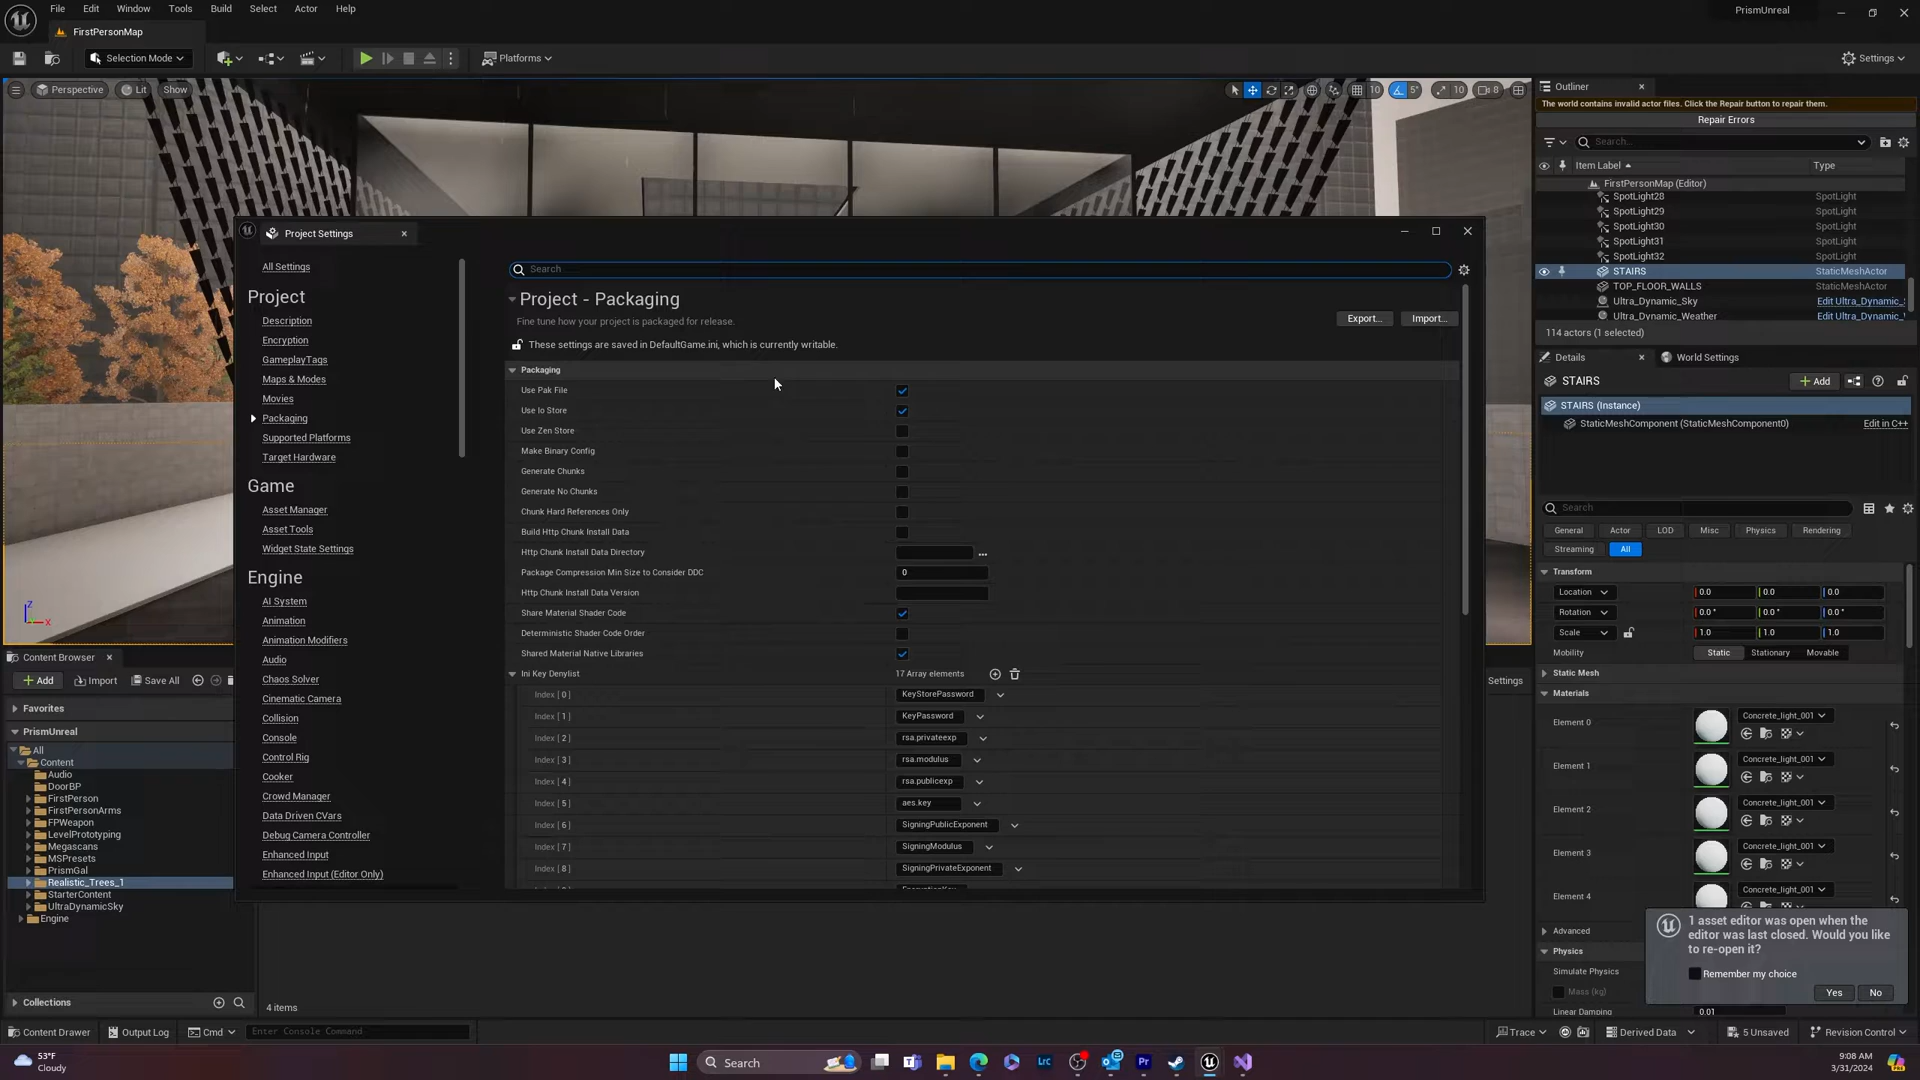 File Edit Window Tools Build Select Actor Help
PrismUnreal
FirstPersonMap
Selection Mode
Platforms
Settings
Perspective Lit Show
10 5° 10 8
Outliner
The world contains invalid actor files. Click the Repair button to repair them.
Repair Errors
Search...
Item Label Type
FirstPersonMap (Editor)
SpotLight28 SpotLight
SpotLight29 SpotLight
SpotLight30 SpotLight
SpotLight31 SpotLight
SpotLight32 SpotLight
STAIRS StaticMeshActor
TOP_FLOOR_WALLS StaticMeshActor
Ultra_Dynamic_Sky Edit Ultra_Dynamic_
Ultra_Dynamic_Weather Edit Ultra_Dynamic_
114 actors (1 selected)
Details World Settings
STAIRS
Add
STAIRS (Instance)
StaticMeshComponent (StaticMeshComponent0) Edit in C++
Search
General Actor LOD Misc Physics Rendering
Streaming All
Transform
Location 0.0 0.0 0.0
Rotation 0.0 ° 0.0 ° 0.0 °
Scale 1.0 1.0 1.0
Mobility Static Stationary Movable
Static Mesh
Materials
Element 0 Concrete_light_001
Element 1 Concrete_light_001
Element 2 Concrete_light_001
Element 3 Concrete_light_001
Element 4 Concrete_light_001
Advanced
Physics
Simulate Physics
Mass (kg)
Linear Damping 0.01
1 asset editor was open when the
editor was last closed. Would you like
to re-open it?
Remember my choice
Yes No
Project Settings
All Settings
Project
Description
Encryption
GameplayTags
Maps & Modes
Movies
Packaging
Supported Platforms
Target Hardware
Game
Asset Manager
Asset Tools
Widget State Settings
Engine
AI System
Animation
Animation Modifiers
Audio
Chaos Solver
Cinematic Camera
Collision
Console
Control Rig
Cooker
Crowd Manager
Data Driven CVars
Debug Camera Controller
Enhanced Input
Enhanced Input (Editor Only)
Search
Project - Packaging
Fine tune how your project is packaged for release.
Export... Import...
These settings are saved in DefaultGame.ini, which is currently writable.
Packaging
Use Pak File
Use Io Store
Use Zen Store
Make Binary Config
Generate Chunks
Generate No Chunks
Chunk Hard References Only
Build Http Chunk Install Data
Http Chunk Install Data Directory ...
Package Compression Min Size to Consider DDC 0
Http Chunk Install Data Version
Share Material Shader Code
Deterministic Shader Code Order
Shared Material Native Libraries
Ini Key Denylist 17 Array elements
Index [ 0 ] KeyStorePassword
Index [ 1 ] KeyPassword
Index [ 2 ] rsa.privateexp
Index [ 3 ] rsa.modulus
Index [ 4 ] rsa.publicexp
Index [ 5 ] aes.key
Index [ 6 ] SigningPublicExponent
Index [ 7 ] SigningModulus
Index [ 8 ] SigningPrivateExponent
Content Browser
Add Import Save All
Settings
Favorites
PrismUnreal
All
Content
Audio
DoorBP
FirstPerson
FirstPersonArms
FPWeapon
LevelPrototyping
Megascans
MSPresets
PrismGal
Realistic_Trees_1
StarterContent
UltraDynamicSky
Engine
Collections
4 items
Content Drawer Output Log Cmd Enter Console Command
Trace Derived Data 5 Unsaved Revision Control
53°F
Cloudy
Search
Lrc
Pr
9:08 AM
3/31/2024